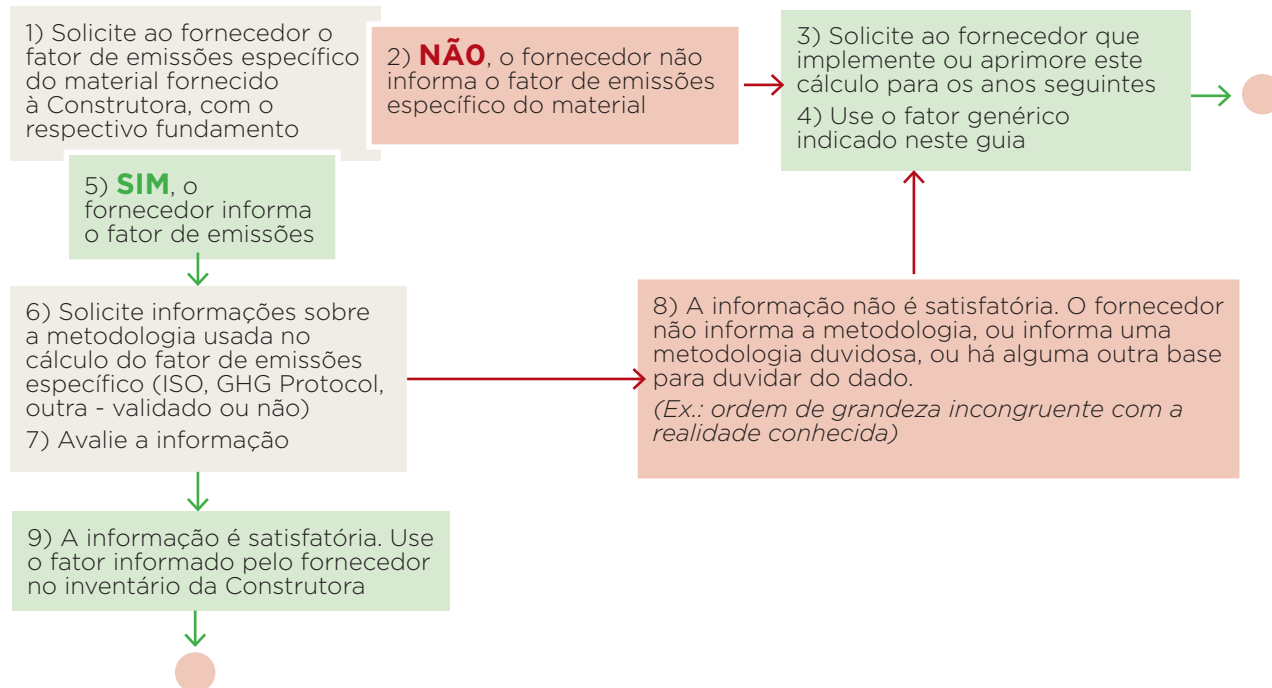 1) Solicite ao fornecedor o
fator de emissões específico
do material fornecido
à Construtora, com o
respectivo fundamento
2) NÃO, o fornecedor não
informa o fator de emissões
específico do material
3) Solicite ao fornecedor que
implemente ou aprimore este
cálculo para os anos seguintes
4) Use o fator genérico
indicado neste guia
5) SIM, o
fornecedor informa
o fator de emissões
6) Solicite informações sobre
a metodologia usada no
cálculo do fator de emissões
específico (ISO, GHG Protocol,
outra - validado ou não)
7) Avalie a informação
8) A informação não é satisfatória. O fornecedor
não informa a metodologia, ou informa uma
metodologia duvidosa, ou há alguma outra base
para duvidar do dado.
(Ex.: ordem de grandeza incongruente com a
realidade conhecida)
9) A informação é satisfatória. Use
o fator informado pelo fornecedor
no inventário da Construtora